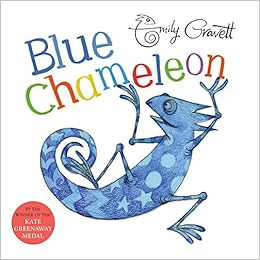 Blue
Emily Gravett
Chameleon
BY THE
WINNER OF THE
KATE
GREENAWAY
MEDAL